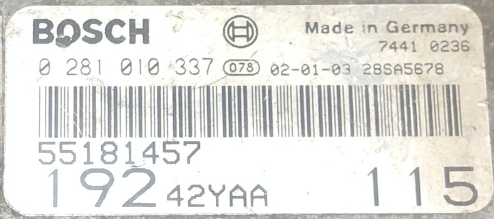 BOSCH Made in Germany
7441 0236
0 281 010 337 078 02-01-03 28SA5678
55181457
192 42YAA 115